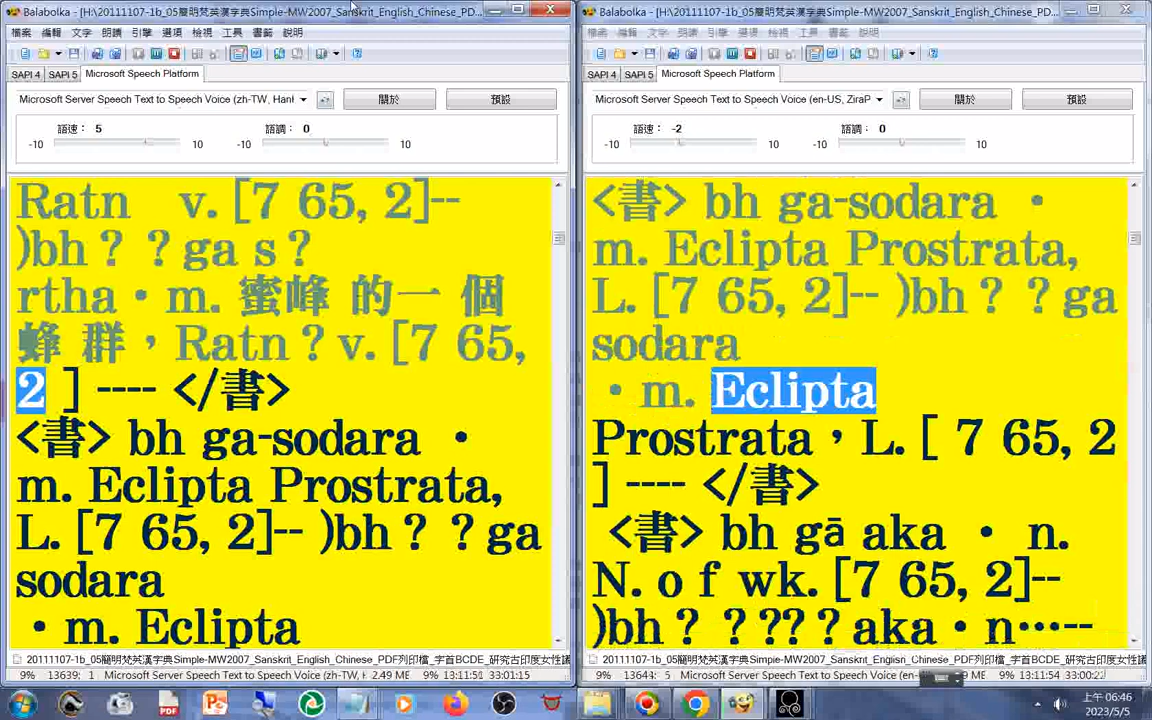 Balabolka - [H:\20111107-1b_05簡明梵英漢字典Simple-MW2007_Sanskrit_English_Chinese_PD...
檔案 編輯 文字 朗讀 引擎 選項 檢視 工具 書籤 說明
SAPI 4 SAPI 5 Microsoft Speech Platform
Microsoft Server Speech Text to Speech Voice (zh-TW, Hanl
關於 預設
語速： 5 語調： 0
-10 10 -10 10
Ratn v. [7 65, 2]--
)bh？？ga s？
rtha・m. 蜜峰 的一 個
蜂 群，Ratn？v. [7 65,
2 ] ---- </書>
<書> bh ga-sodara ・
m. Eclipta Prostrata,
L. [7 65, 2]-- )bh？？ga
sodara
・m. Eclipta
20111107-1b_05簡明梵英漢字典Simple-MW2007_Sanskrit_English_Chinese_PDF列印檔_字首BCDE_研究古印度女性議
9% 13639: 1 Microsoft Server Speech Text to Speech Voice (zh-TW, H 2.49 MB 9% 13:11:51 33:01:15
Balabolka - [H:\20111107-1b_05簡明梵英漢字典Simple-MW2007_Sanskrit_English_Chinese_PD...
檔案 編輯 文字 朗讀 引擎 選項 檢視 工具 書籤 說明
SAPI 4 SAPI 5 Microsoft Speech Platform
Microsoft Server Speech Text to Speech Voice (en-US, ZiraP
關於 預設
語速： -2 語調： 0
-10 10 -10 10
<書> bh ga-sodara ・
m. Eclipta Prostrata,
L. [7 65, 2]-- )bh？？ga
sodara
・m. Eclipta
Prostrata，L. [ 7 65, 2
] ---- </書>
<書> bh gā aka ・ n.
N. o f wk. [7 65, 2]--
)bh？？??？aka・n…--
20111107-1b_05簡明梵英漢字典Simple-MW2007_Sanskrit_English_Chinese_PDF列印檔_字首BCDE_研究古印度女性議
9% 13644: 5 Microsoft Server Speech Text to Speech Voice (en-US 9% 13:11:54 33:00:22
上午 06:46
2023/5/5